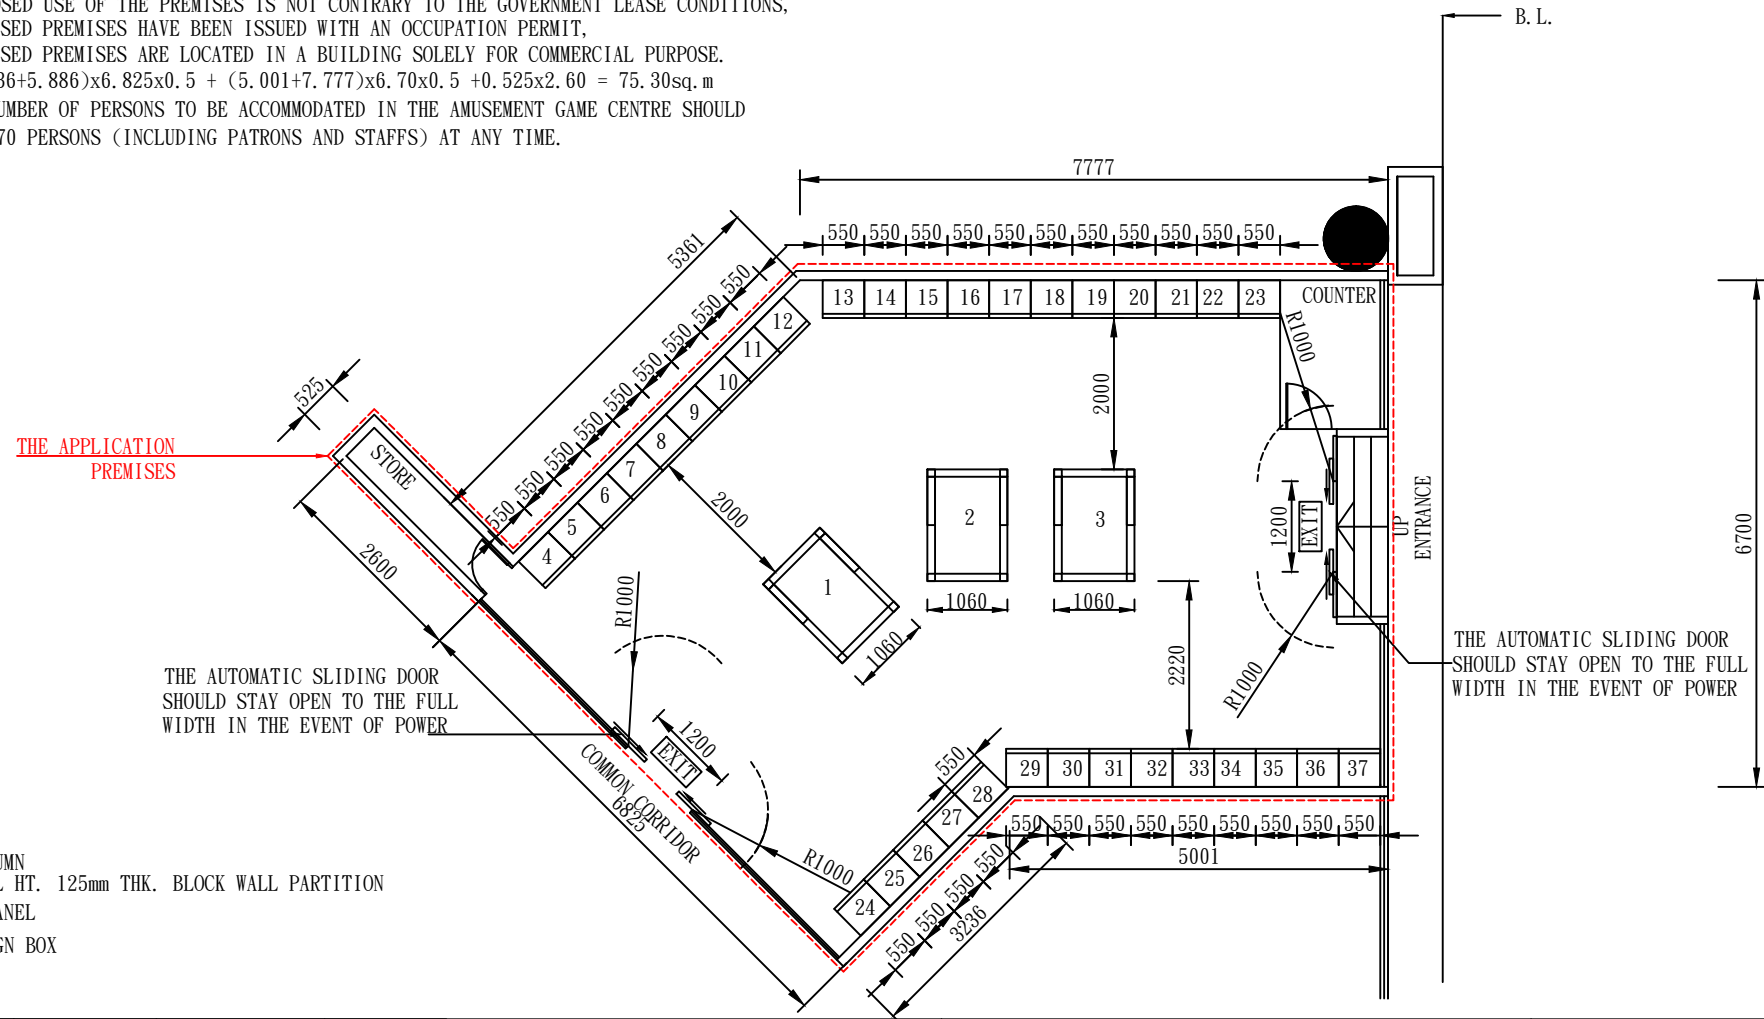 OSED USE OF THE PREMISES IS NOT CONTRARY TO THE GOVERNMENT LEASE CONDITIONS,
SED PREMISES HAVE BEEN ISSUED WITH AN OCCUPATION PERMIT,
SED PREMISES ARE LOCATED IN A BUILDING SOLELY FOR COMMERCIAL PURPOSE.
36+5.886)x6.825x0.5 + (5.001+7.777)x6.70x0.5 +0.525x2.60 = 75.30sq.m
UMBER OF PERSONS TO BE ACCOMMODATED IN THE AMUSEMENT GAME CENTRE SHOULD
70 PERSONS (INCLUDING PATRONS AND STAFFS) AT ANY TIME.
B.L.
7777
550 550 550 550 550 550 550 550 550 550 550
13 14 15 16 17 18 19 20 21 22 23
COUNTER
R1000
5361
550
550
550
550
550
550
550
550
550
12
11
10
9
8
7
6
5
4
525
THE APPLICATION
PREMISES
STORE
2600
2000
2000
1
2
3
1060
1060
1060
1200
EXIT
UP
ENTRANCE
6700
R1000
2220
R1000
THE AUTOMATIC SLIDING DOOR
SHOULD STAY OPEN TO THE FULL
WIDTH IN THE EVENT OF POWER
THE AUTOMATIC SLIDING DOOR
SHOULD STAY OPEN TO THE FULL
WIDTH IN THE EVENT OF POWER
1200
EXIT
COMMON CORRIDOR
6825
R1000
550
28
27
26
25
24
29 30 31 32 33 34 35 36 37
550 550 550 550 550 550 550 550 550
5001
550
550
550
550
3236
UMN
L HT. 125mm THK. BLOCK WALL PARTITION
ANEL
GN BOX